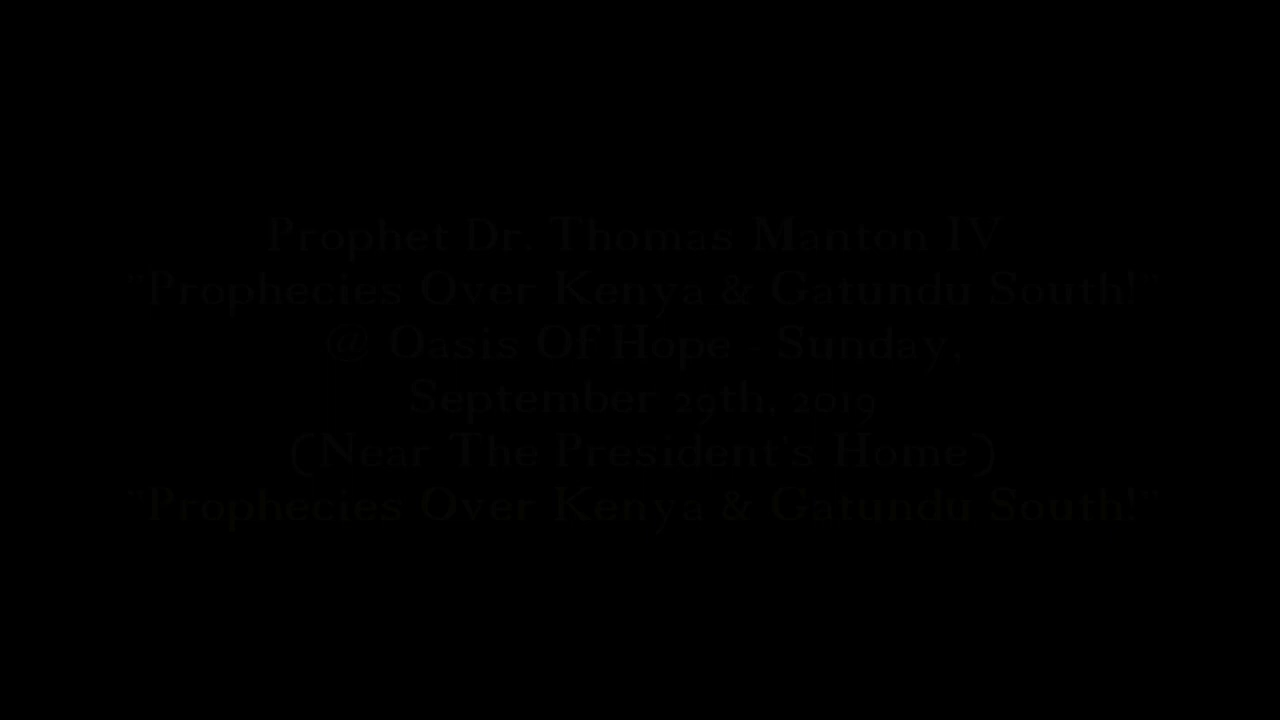 Prophet Dr. Thomas Manton IV
"Prophecies Over Kenya & Gatundu South!"
@ Oasis Of Hope - Sunday,
September 29th, 2019
(Near The President's Home)
"Prophecies Over Kenya & Gatundu South!"